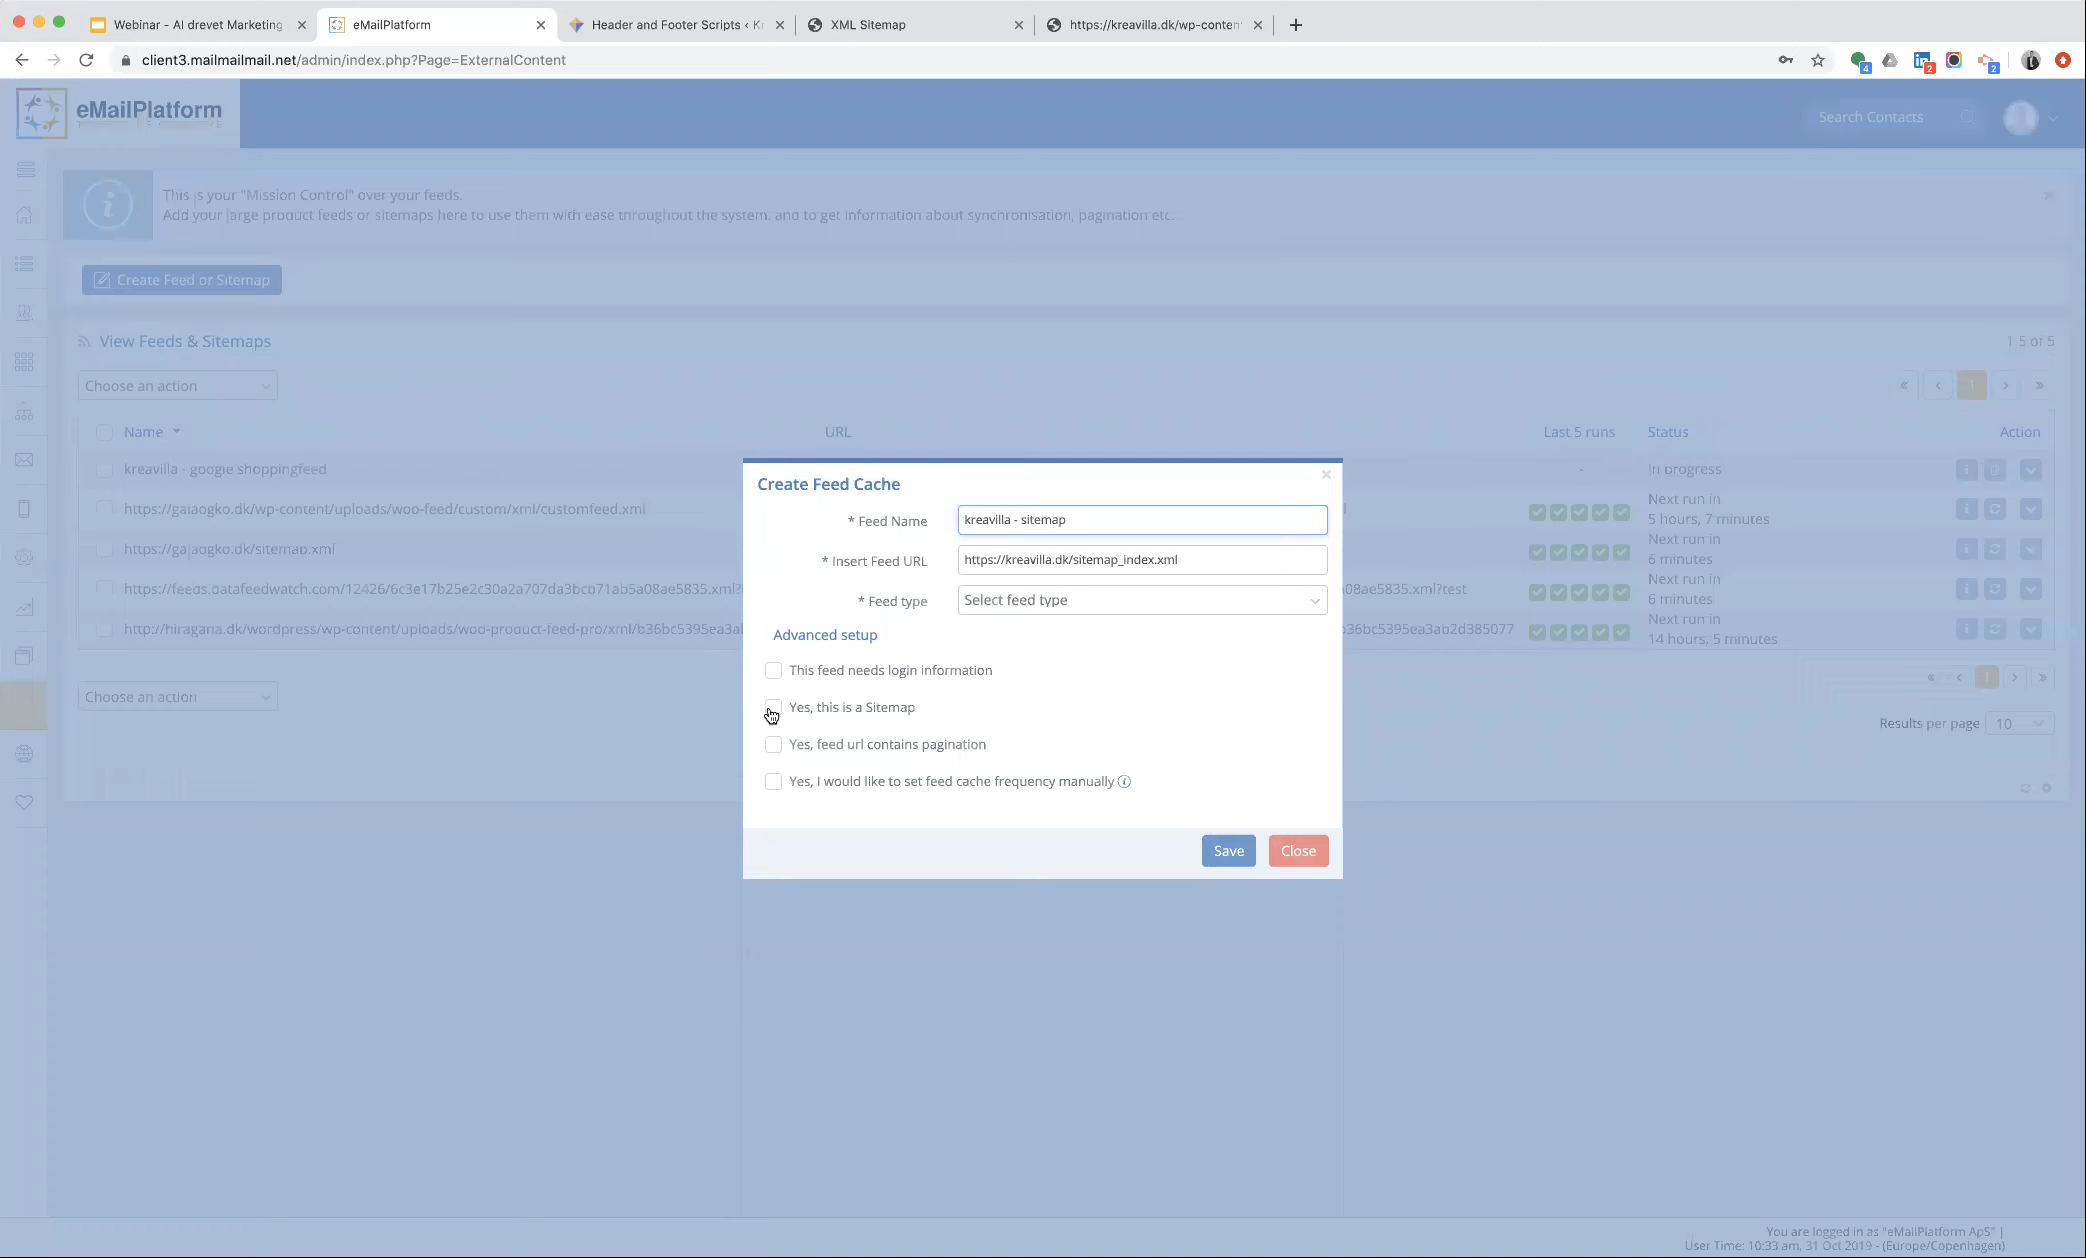 Webinar - AI drevet Marketing
eMailPlatform
Header and Footer Scripts ‹ Kr
XML Sitemap
https://kreavilla.dk/wp-conten
client3.mailmailmail.net/admin/index.php?Page=ExternalContent
4
2
2
eMailPlatform
Search Contacts
This is your "Mission Control" over your feeds.
Add your large product feeds or sitemaps here to use them with ease throughout the system, and to get information about synchronisation, pagination etc..
Create Feed or Sitemap
View Feeds & Sitemaps
1-5 of 5
Choose an action
« ‹ 1 › »
Name URL Last 5 runs Status Action
kreavilla - google shoppingfeed - In progress
https://gajaogko.dk/wp-content/uploads/woo-feed/custom/xml/customfeed.xml
Next run in
5 hours, 7 minutes
https://gajaogko.dk/sitemap.xml
Next run in
6 minutes
https://feeds.datafeedwatch.com/12426/6c3e17b25e2c30a2a707da3bcb71ab5a08ae5835.xml?
08ae5835.xml?test
Next run in
6 minutes
http://hiragana.dk/wordpress/wp-content/uploads/woo-product-feed-pro/xml/b36bc5395ea3al
b36bc5395ea3ab2d385077
Next run in
14 hours, 5 minutes
Choose an action
« ‹ 1 › »
Results per page 10
Create Feed Cache
* Feed Name kreavilla - sitemap
* Insert Feed URL https://kreavilla.dk/sitemap_index.xml
* Feed type Select feed type
Advanced setup
This feed needs login information
Yes, this is a Sitemap
Yes, feed url contains pagination
Yes, I would like to set feed cache frequency manually
Save Close
You are logged in as "eMailPlatform ApS" |
User Time: 10:33 am, 31 Oct 2019 - (Europe/Copenhagen)